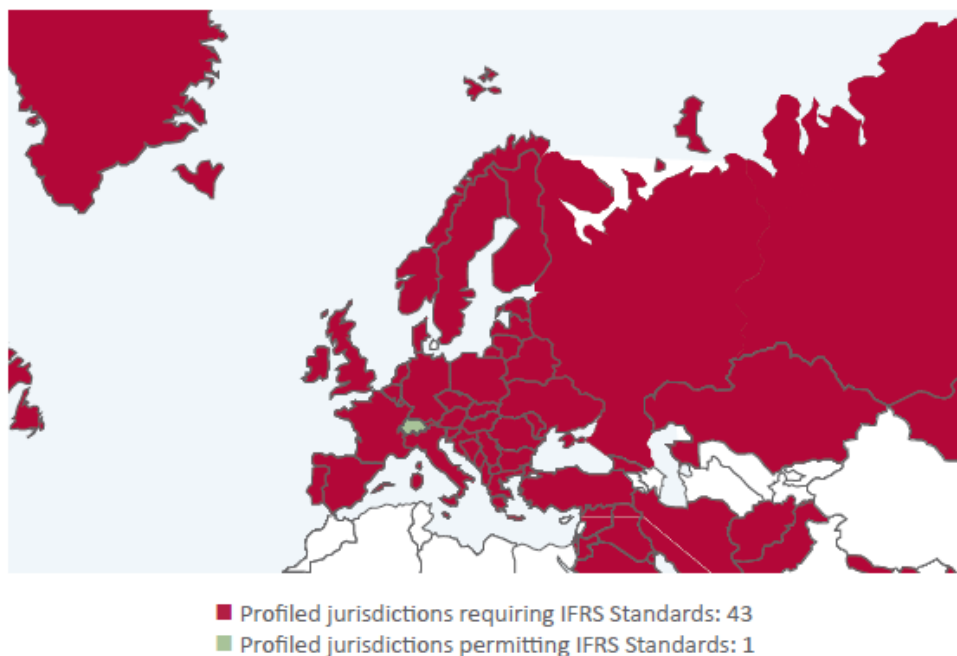 Profiled jurisdictions requiring IFRS Standards: 43
Profiled jurisdictions permitting IFRS Standards: 1